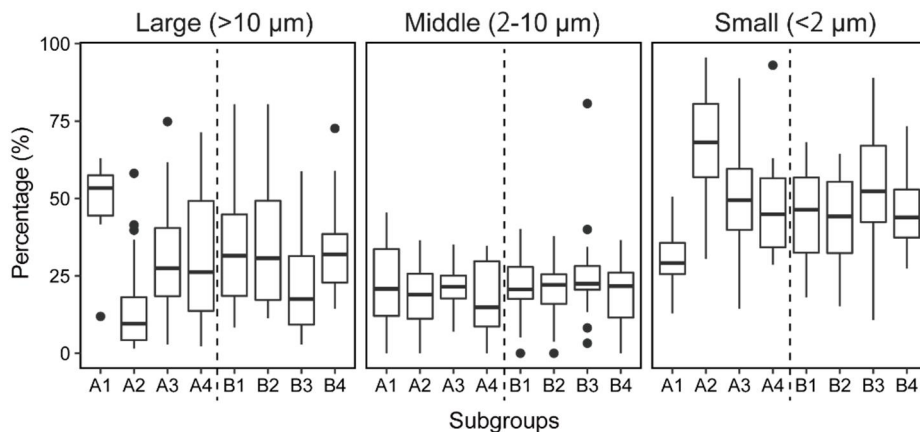 Large (>10 µm) Middle (2-10 µm) Small (<2 µm)
Percentage (%)
100
75
50
25
0
A1 A2 A3 A4 B1 B2 B3 B4 A1 A2 A3 A4 B1 B2 B3 B4 A1 A2 A3 A4 B1 B2 B3 B4
Subgroups